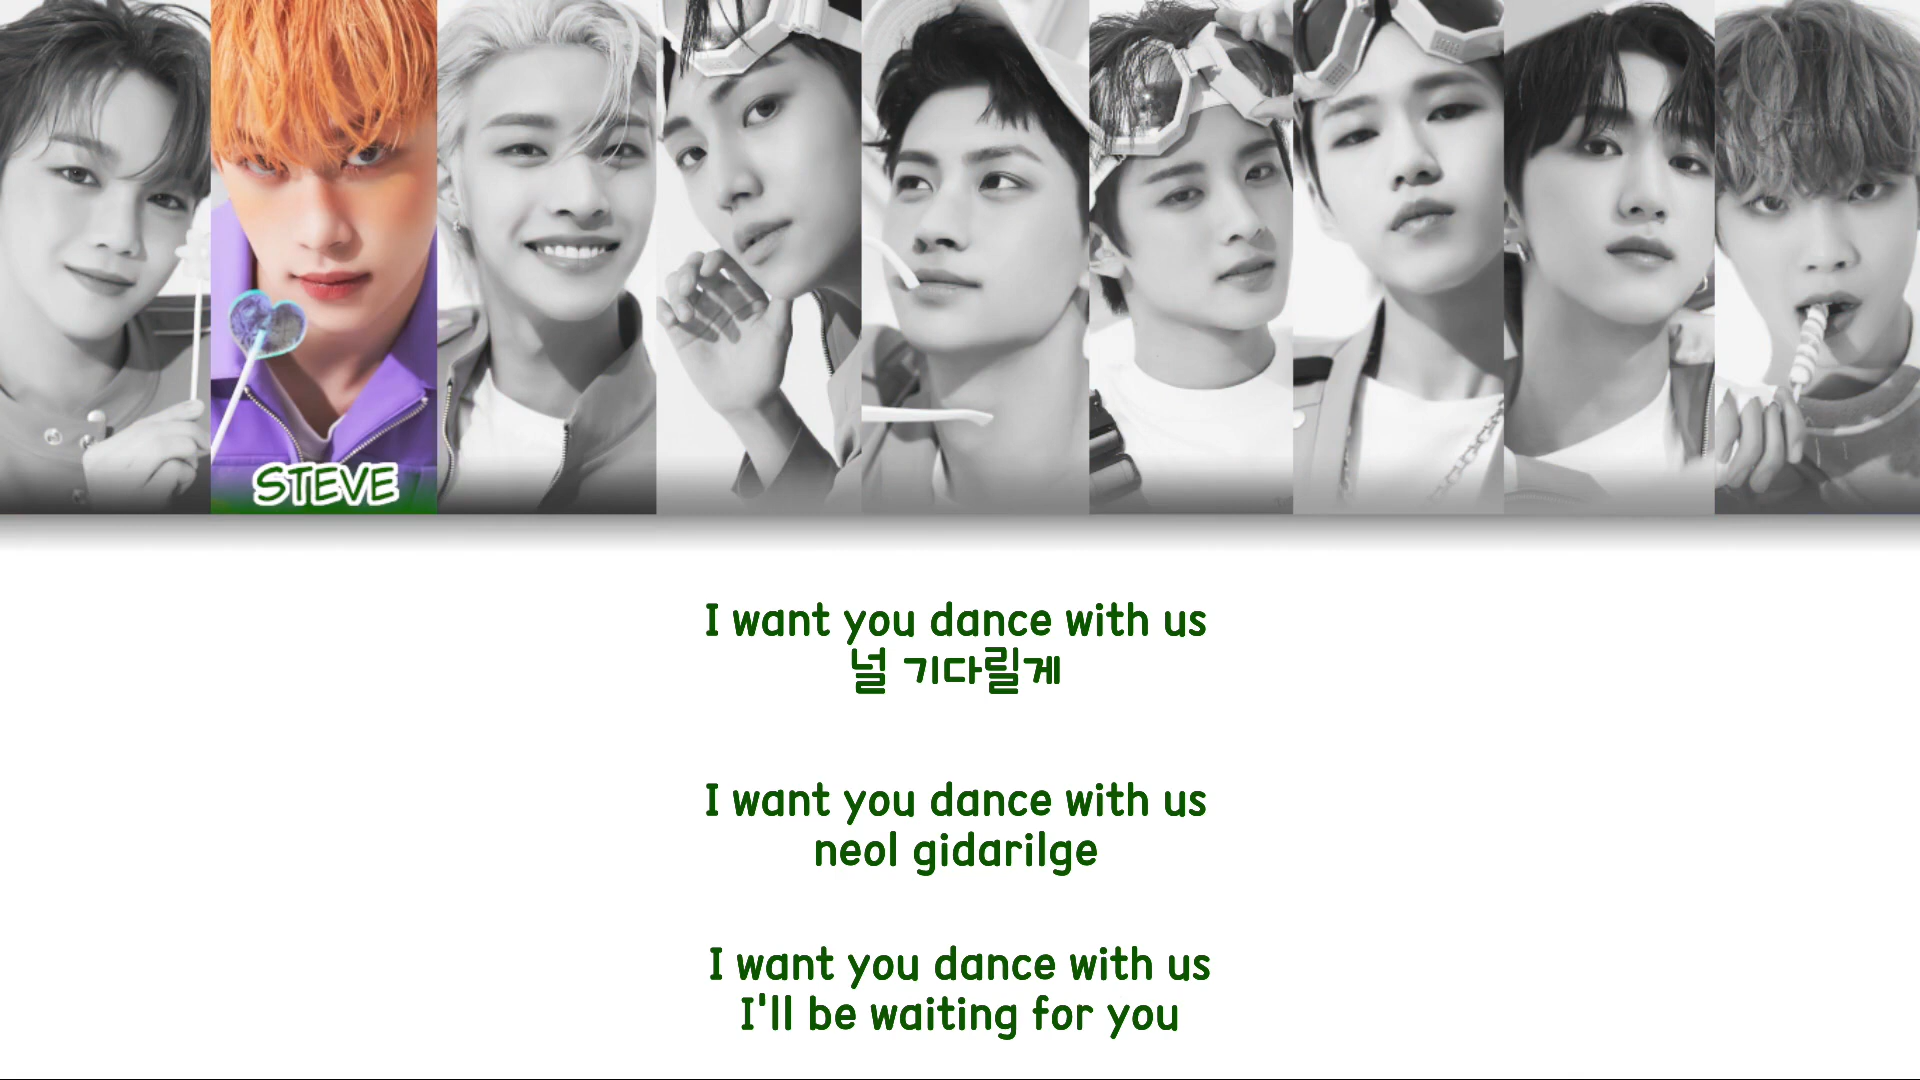 STEVE
I want you dance with us
널 기다릴게
I want you dance with us
neol gidarilge
I want you dance with us
I'll be waiting for you